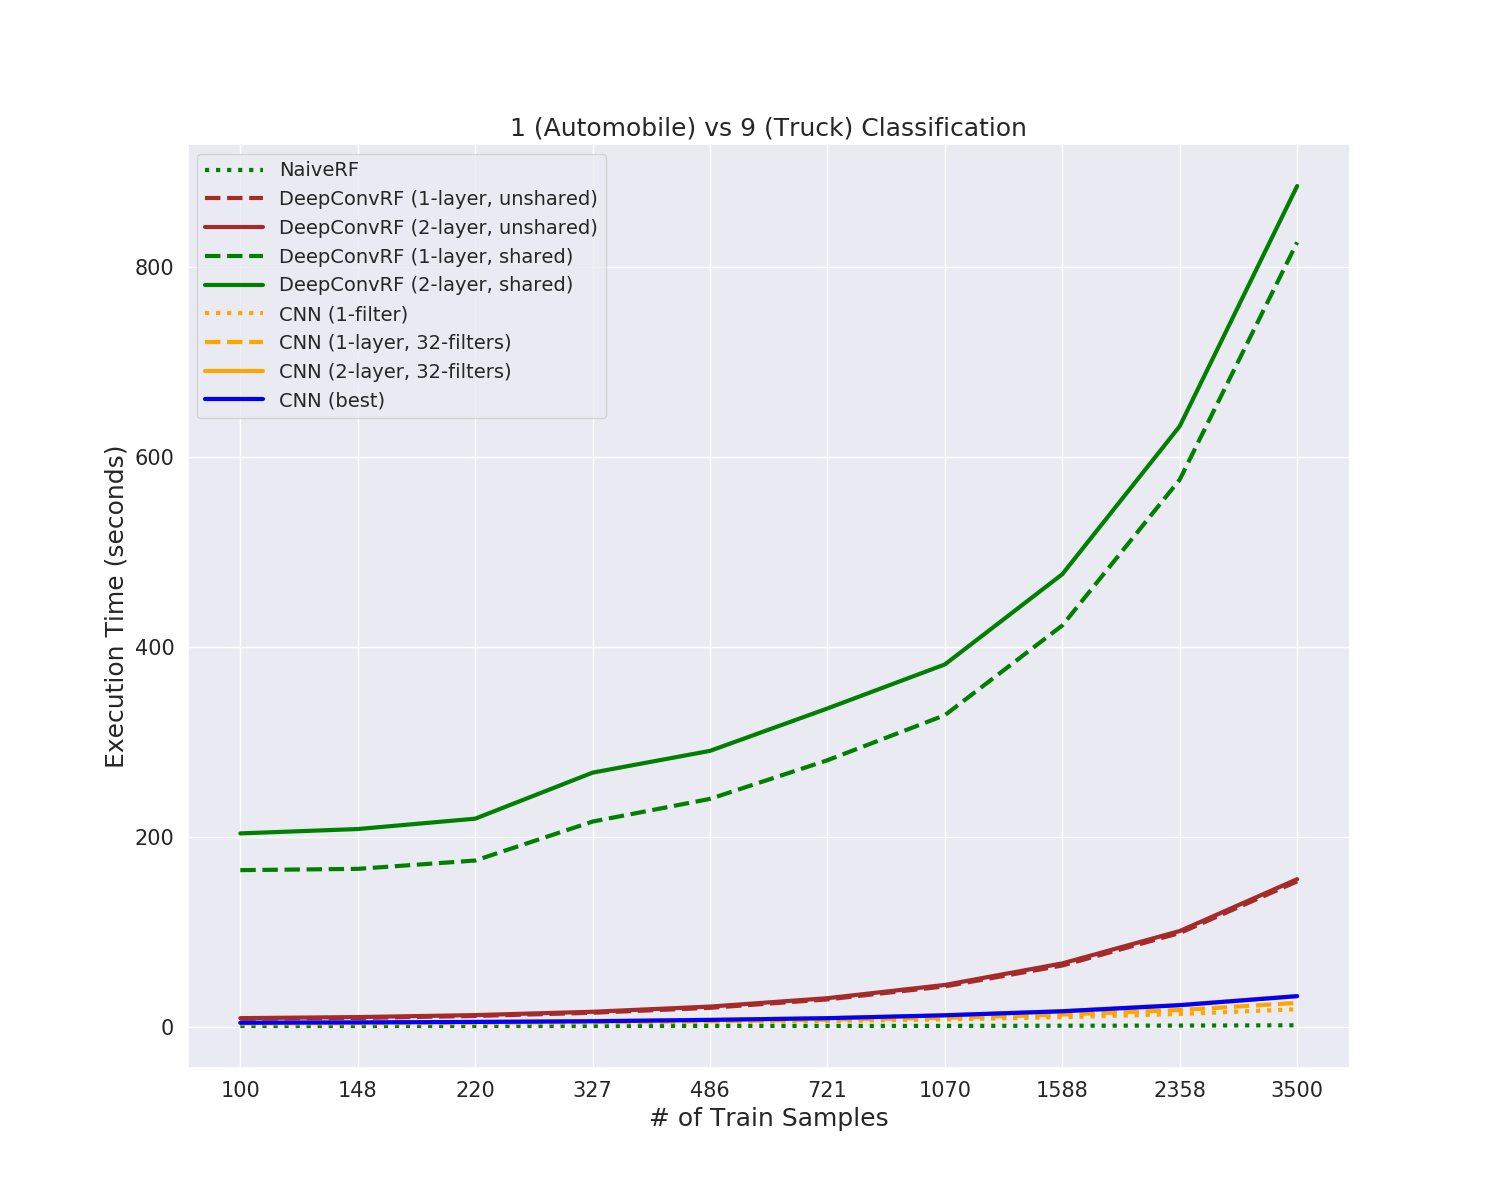 1 (Automobile) vs 9 (Truck) Classification
NaiveRF
DeepConvRF (1-layer, unshared)
DeepConvRF (2-layer, unshared)
DeepConvRF (1-layer, shared)
DeepConvRF (2-layer, shared)
CNN (1-filter)
CNN (1-layer, 32-filters)
CNN (2-layer, 32-filters)
CNN (best)
Execution Time (seconds)
800
600
400
200
0
100 148 220 327 486 721 1070 1588 2358 3500
# of Train Samples